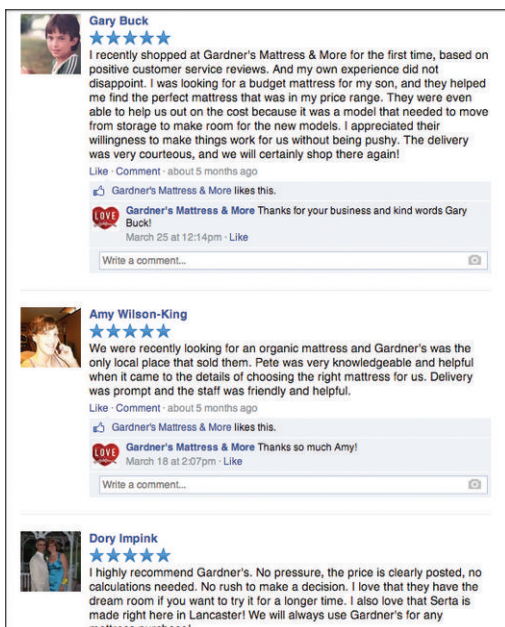 Gary Buck
I recently shopped at Gardner's Mattress & More for the first time, based on
positive customer service reviews. And my own experience did not
disappoint. I was looking for a budget mattress for my son, and they helped
me find the perfect mattress that was in my price range. They were even
able to help us out on the cost because it was a model that needed to move
from storage to make room for the new models. I appreciated their
willingness to make things work for us without being pushy. The delivery
was very courteous, and we will certainly shop there again!
Like · Comment · about 5 months ago
Gardner's Mattress & More likes this.
LOVE
Gardner's Mattress & More Thanks for your business and kind words Gary
Buck!
March 25 at 12:14pm · Like
Write a comment...
Amy Wilson-King
We were recently looking for an organic mattress and Gardner's was the
only local place that sold them. Pete was very knowledgeable and helpful
when it came to the details of choosing the right mattress for us. Delivery
was prompt and the staff was friendly and helpful.
Like · Comment · about 5 months ago
Gardner's Mattress & More likes this.
LOVE
Gardner's Mattress & More Thanks so much Amy!
March 18 at 2:07pm · Like
Write a comment...
Dory Impink
I highly recommend Gardner's. No pressure, the price is clearly posted, no
calculations needed. No rush to make a decision. I love that they have the
dream room if you want to try it for a longer time. I also love that Serta is
made right here in Lancaster! We will always use Gardner's for any
mattress purchase!